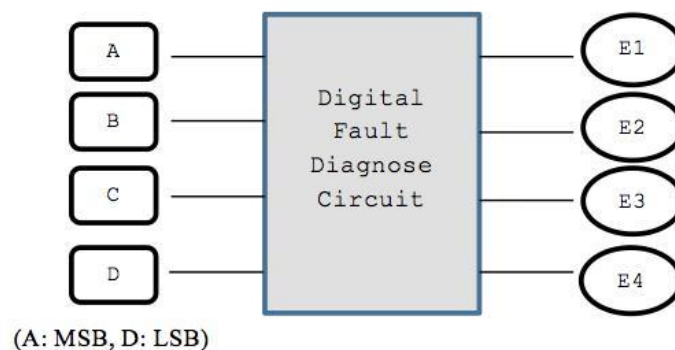 A
B
C
D
Digital
Fault
Diagnose
Circuit
E1
E2
E3
E4
(A: MSB, D: LSB)